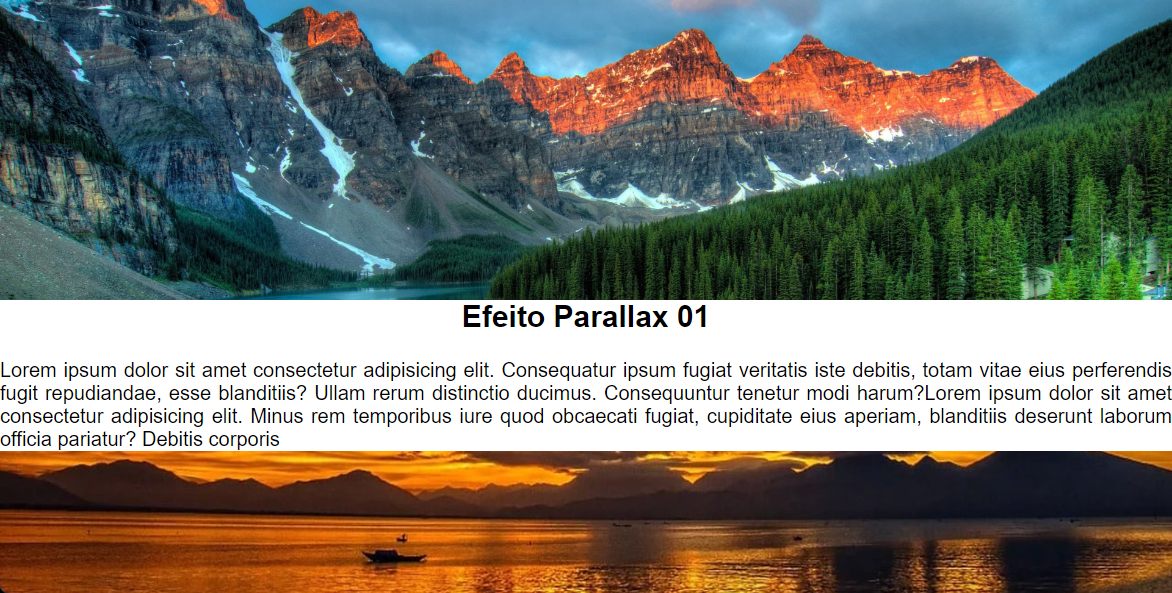 Efeito Parallax 01
Lorem ipsum dolor sit amet consectetur adipisicing elit. Consequatur ipsum fugiat veritatis iste debitis, totam vitae eius perferendis
fugit repudiandae, esse blanditiis? Ullam rerum distinctio ducimus. Consequuntur tenetur modi harum?Lorem ipsum dolor sit amet
consectetur adipisicing elit. Minus rem temporibus iure quod obcaecati fugiat, cupiditate eius aperiam, blanditiis deserunt laborum
officia pariatur? Debitis corporis